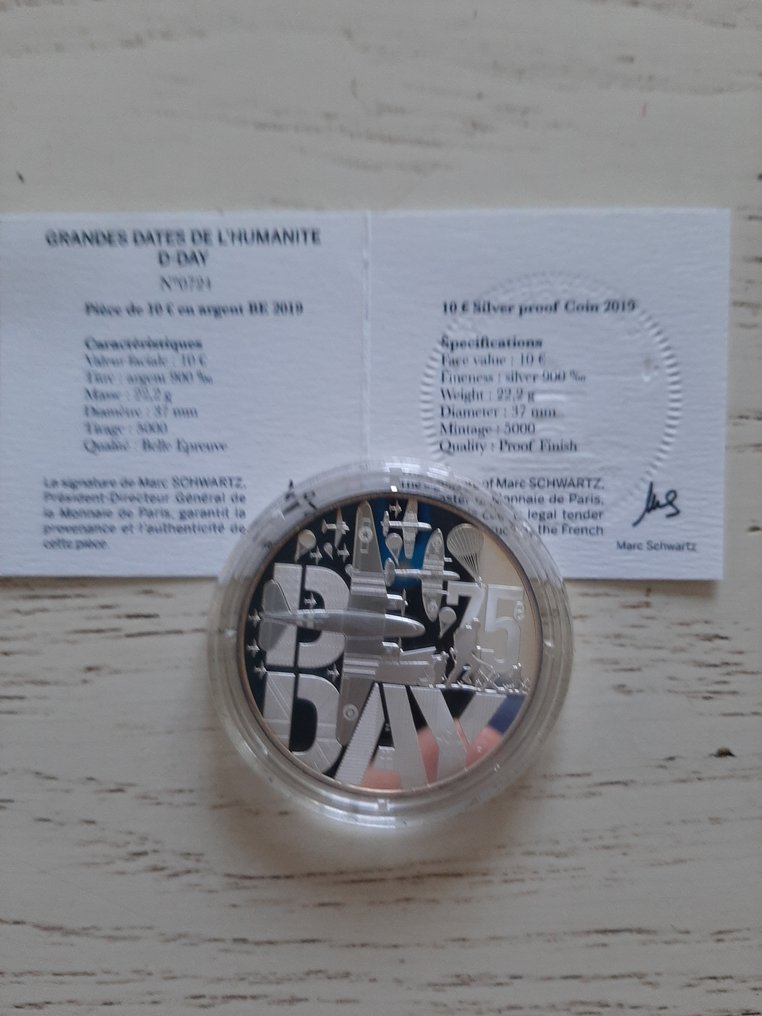 GRANDES DATES DE L'HUMANITE
D-DAY
N°0721
Pièce de 10 € en argent BE 2019
Caractéristiques
Valeur faciale : 10 €
Titre : argent 900 ‰
Masse : 22,2 g
Diamètre : 37 mm
Tirage : 5000
Qualité : Belle Epreuve
La signature de Marc SCHWARTZ,
Président-Directeur Général de
la Monnaie de Paris, garantit la
provenance et l'authenticité de
cette pièce.
10 € Silver proof Coin 2019
Specifications
Face value : 10 €
Fineness : silver 900 ‰
Weight : 22,2 g
Diameter : 37 mm
Mintage : 5000
Quality : Proof Finish
of Marc SCHWARTZ,
Monnaie de Paris,
legal tender
the French
Marc Schwartz
D
75
DAY